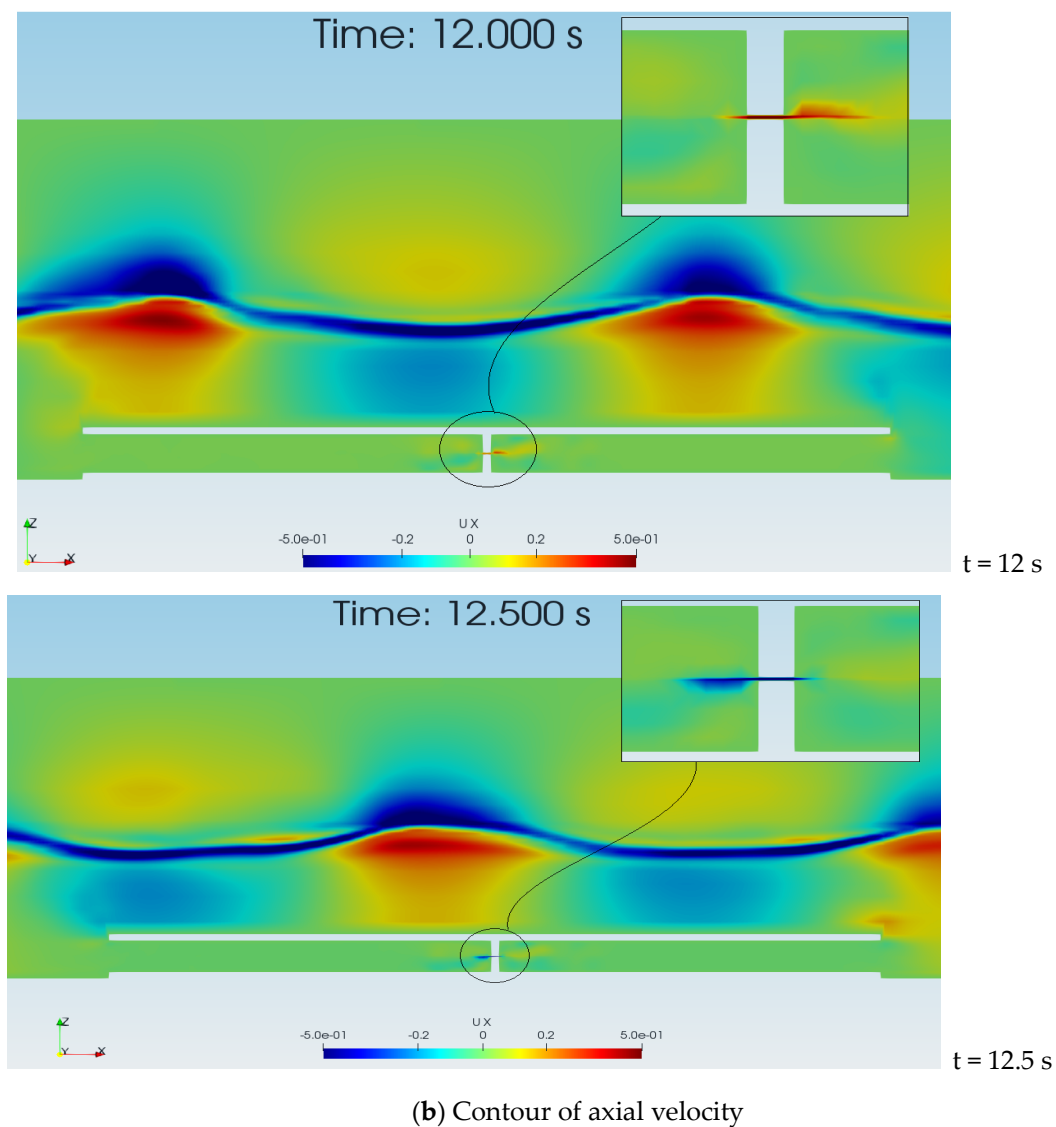 Time: 12.000 s
Z
Y X
U X
-5.0e-01 -0.2 0 0.2 5.0e-01
t = 12 s
Time: 12.500 s
Z
Y X
U X
-5.0e-01 -0.2 0 0.2 5.0e-01
t = 12.5 s
(b) Contour of axial velocity